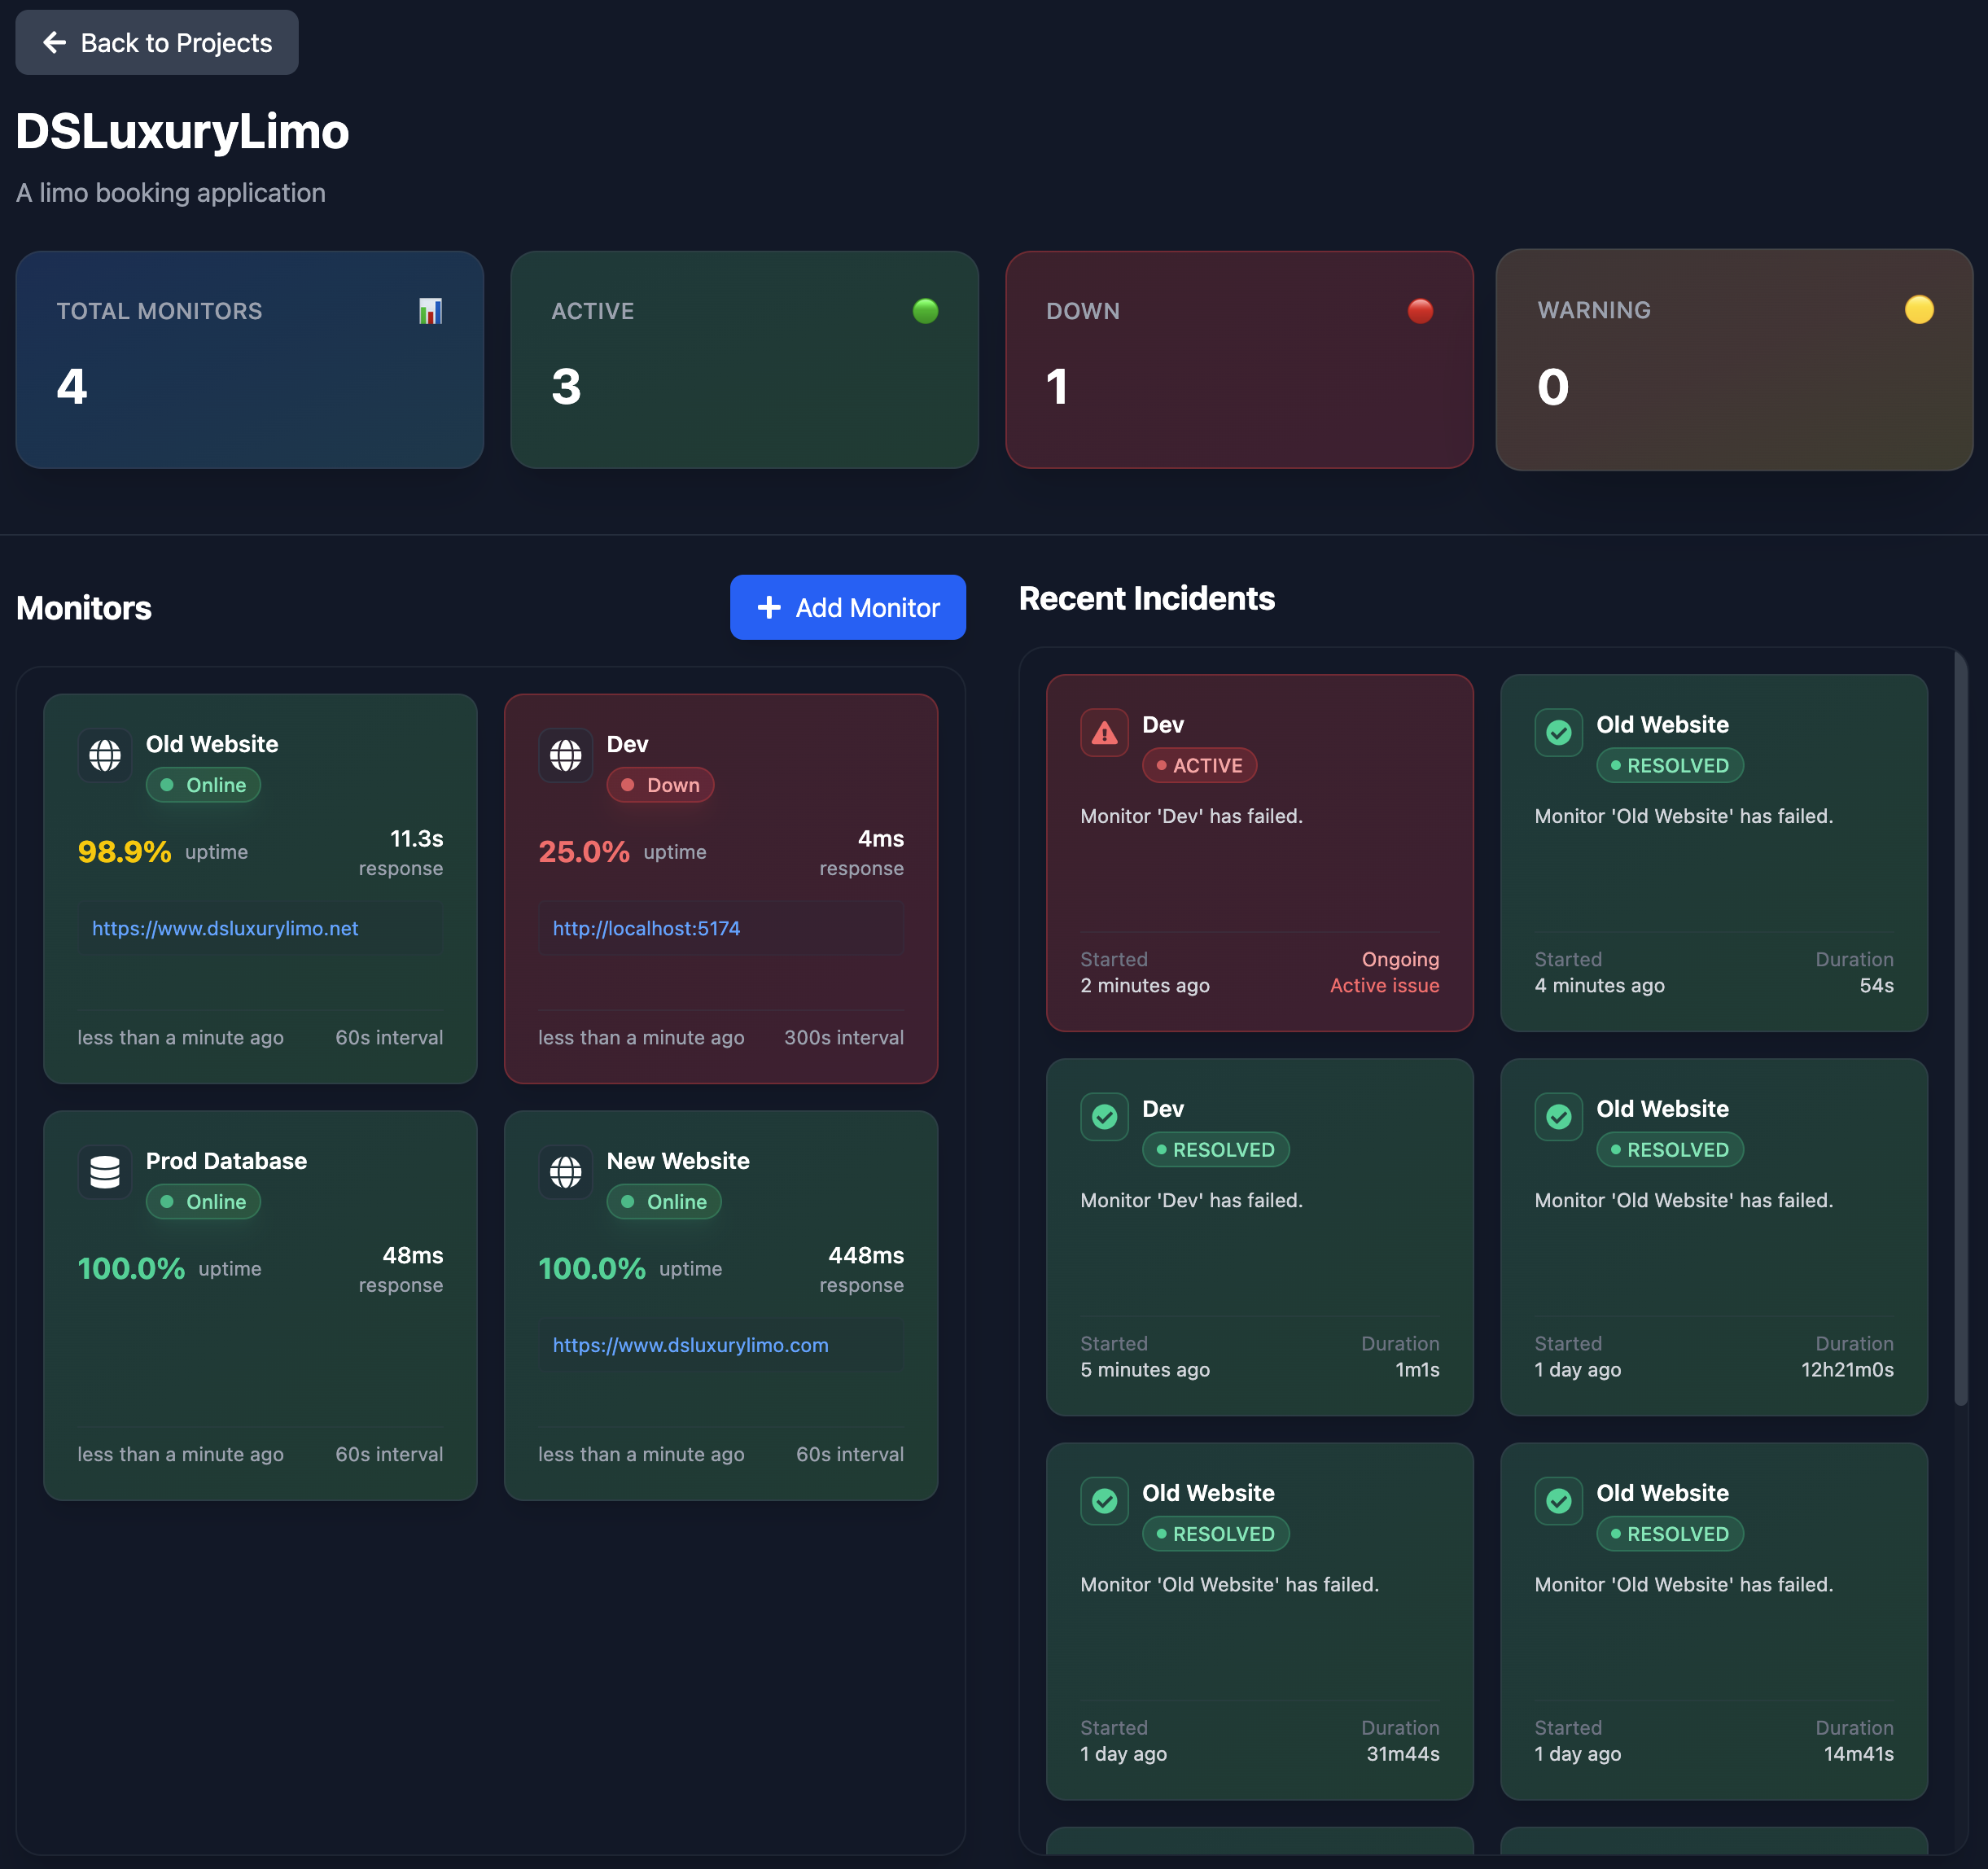 Back to Projects
DSLuxuryLimo
A limo booking application
TOTAL MONITORS
4
ACTIVE
3
DOWN
1
WARNING
0
Monitors
Add Monitor
Old Website
Online
98.9% uptime
11.3s
response
https://www.dsluxurylimo.net
less than a minute ago
60s interval
Dev
Down
25.0% uptime
4ms
response
http://localhost:5174
less than a minute ago
300s interval
Prod Database
Online
100.0% uptime
48ms
response
less than a minute ago
60s interval
New Website
Online
100.0% uptime
448ms
response
https://www.dsluxurylimo.com
less than a minute ago
60s interval
Recent Incidents
Dev
ACTIVE
Monitor 'Dev' has failed.
Started
2 minutes ago
Ongoing
Active issue
Old Website
RESOLVED
Monitor 'Old Website' has failed.
Started
4 minutes ago
Duration
54s
Dev
RESOLVED
Monitor 'Dev' has failed.
Started
5 minutes ago
Duration
1m1s
Old Website
RESOLVED
Monitor 'Old Website' has failed.
Started
1 day ago
Duration
12h21m0s
Old Website
RESOLVED
Monitor 'Old Website' has failed.
Started
1 day ago
Duration
31m44s
Old Website
RESOLVED
Monitor 'Old Website' has failed.
Started
1 day ago
Duration
14m41s